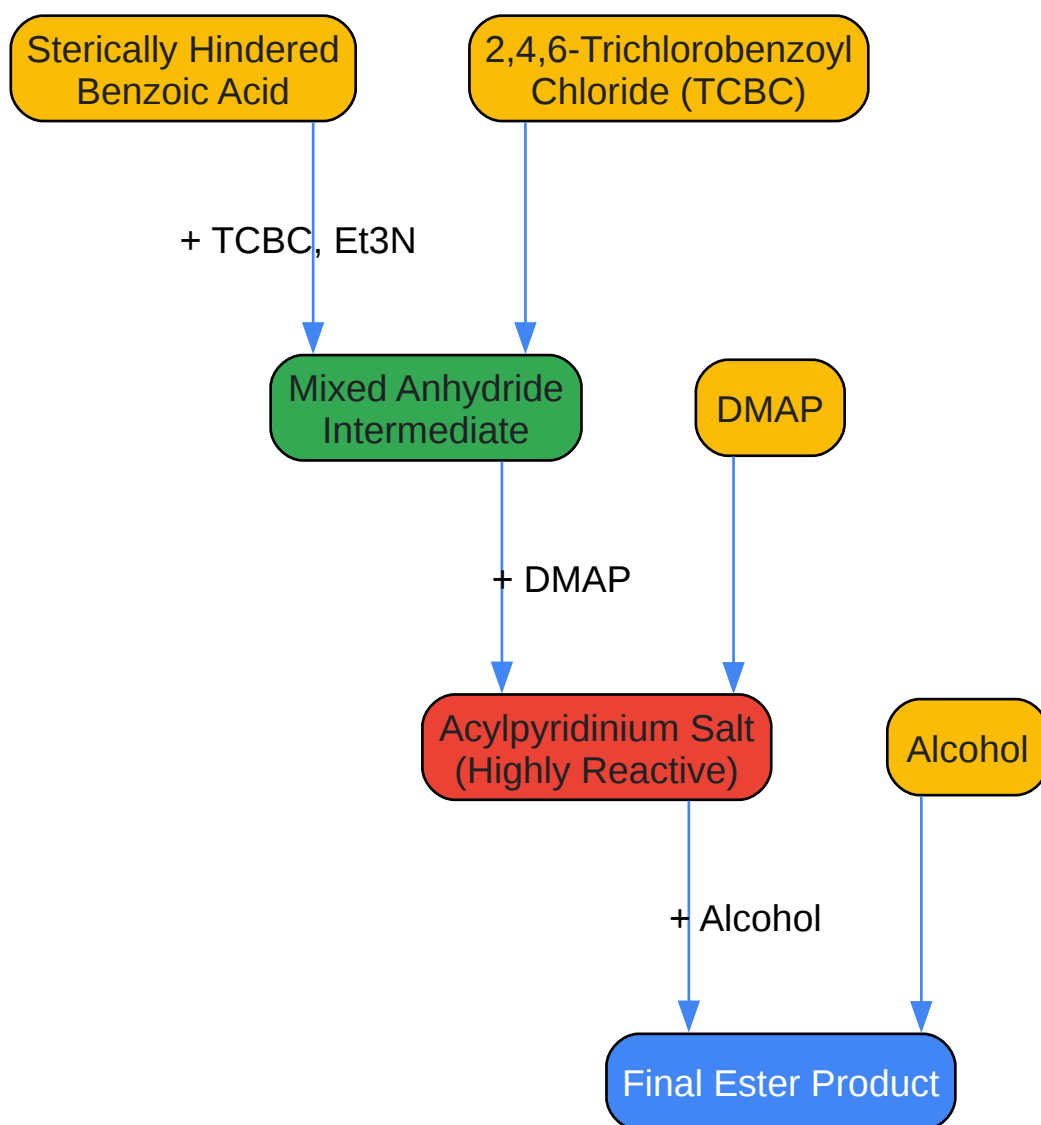 Sterically Hindered
Benzoic Acid
2,4,6-Trichlorobenzoyl
Chloride (TCBC)
+ TCBC, Et3N
Mixed Anhydride
Intermediate
DMAP
+ DMAP
Acylpyridinium Salt
(Highly Reactive)
Alcohol
+ Alcohol
Final Ester Product